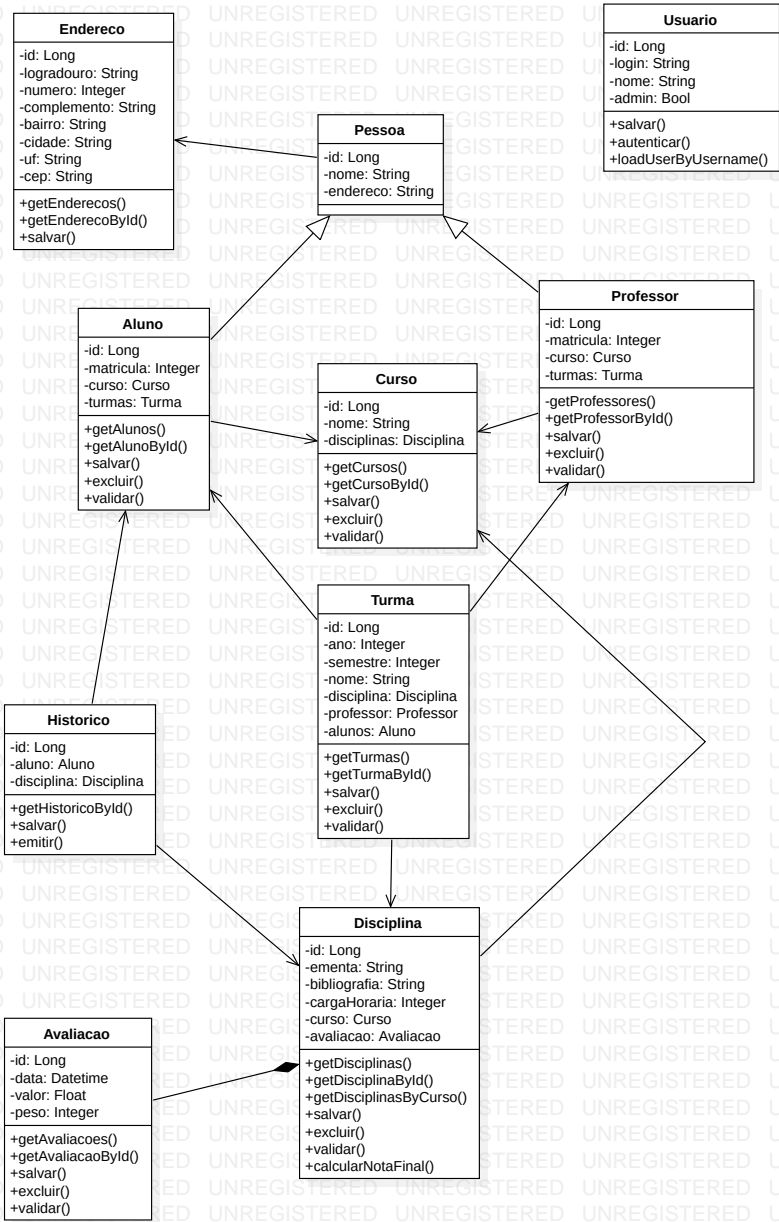 Endereco
-id: Long
-logradouro: String
-numero: Integer
-complemento: String
-bairro: String
-cidade: String
-uf: String
-cep: String
+getEnderecos()
+getEnderecoById()
+salvar()
Usuario
-id: Long
-login: String
-nome: String
-admin: Bool
+salvar()
+autenticar()
+loadUserByUsername()
Pessoa
-id: Long
-nome: String
-endereco: String
Aluno
-id: Long
-matricula: Integer
-curso: Curso
-turmas: Turma
+getAlunos()
+getAlunoById()
+salvar()
+excluir()
+validar()
Professor
-id: Long
-matricula: Integer
-curso: Curso
-turmas: Turma
-getProfessores()
+getProfessorById()
+salvar()
+excluir()
+validar()
Curso
-id: Long
-nome: String
-disciplinas: Disciplina
+getCursos()
+getCursoById()
+salvar()
+excluir()
+validar()
Turma
-id: Long
-ano: Integer
-semestre: Integer
-nome: String
-disciplina: Disciplina
-professor: Professor
-alunos: Aluno
+getTurmas()
+getTurmaById()
+salvar()
+excluir()
+validar()
Historico
-id: Long
-aluno: Aluno
-disciplina: Disciplina
+getHistoricoById()
+salvar()
+emitir()
Disciplina
-id: Long
-ementa: String
-bibliografia: String
-cargaHoraria: Integer
-curso: Curso
-avaliacao: Avaliacao
+getDisciplinas()
+getDisciplinaById()
+getDisciplinasByCurso()
+salvar()
+excluir()
+validar()
+calcularNotaFinal()
Avaliacao
-id: Long
-data: Datetime
-valor: Float
-peso: Integer
+getAvaliacoes()
+getAvaliacaoById()
+salvar()
+excluir()
+validar()
UNREGISTERED